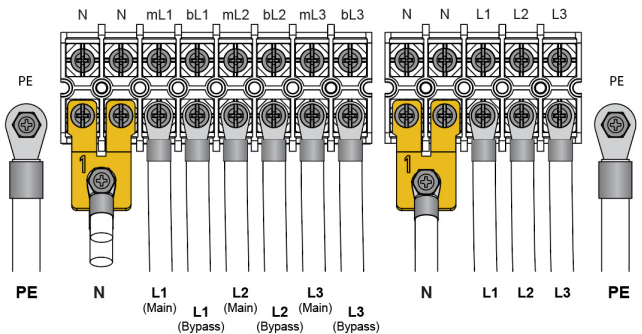 N N mL1 bL1 mL2 bL2 mL3 bL3 N N L1 L2 L3
PE PE
1 1
PE N L1 L2 L3 N L1 L2 L3 PE
(Main) (Main) (Main)
L1 L2 L3
(Bypass) (Bypass) (Bypass)